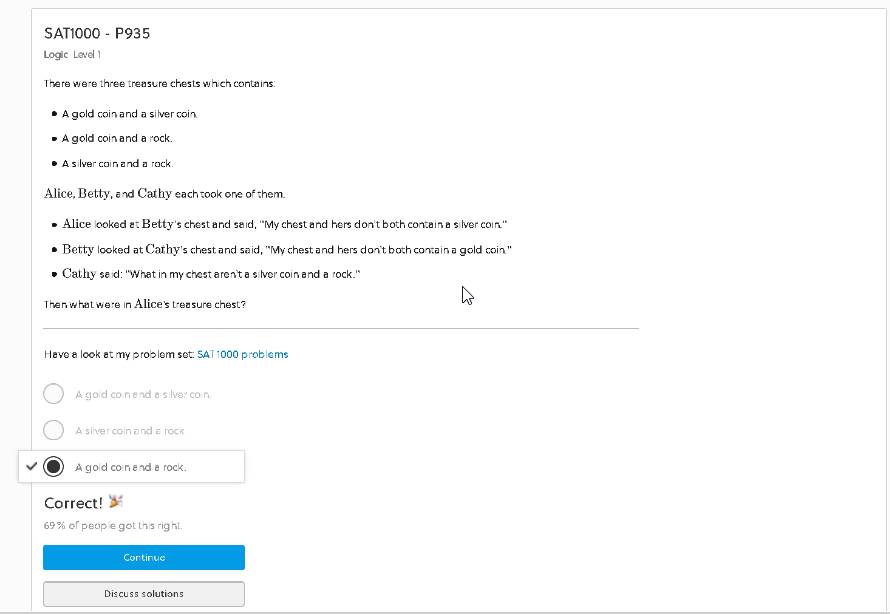 SAT1000 - P935
Logic Level 1
There were three treasure chests which contains:
A gold coin and a silver coin.
A gold coin and a rock.
A silver coin and a rock.
Alice, Betty, and Cathy each took one of them.
Alice looked at Betty's chest and said, "My chest and hers don't both contain a silver coin."
Betty looked at Cathy's chest and said, "My chest and hers don't both contain a gold coin."
Cathy said: "What in my chest aren't a silver coin and a rock."
Then what were in Alice's treasure chest?
Have a look at my problem set: SAT 1000 problems
A gold coin and a silver coin.
A silver coin and a rock
A gold coin and a rock.
Correct! 🎉
69% of people got this right.
Continue
Discuss solutions